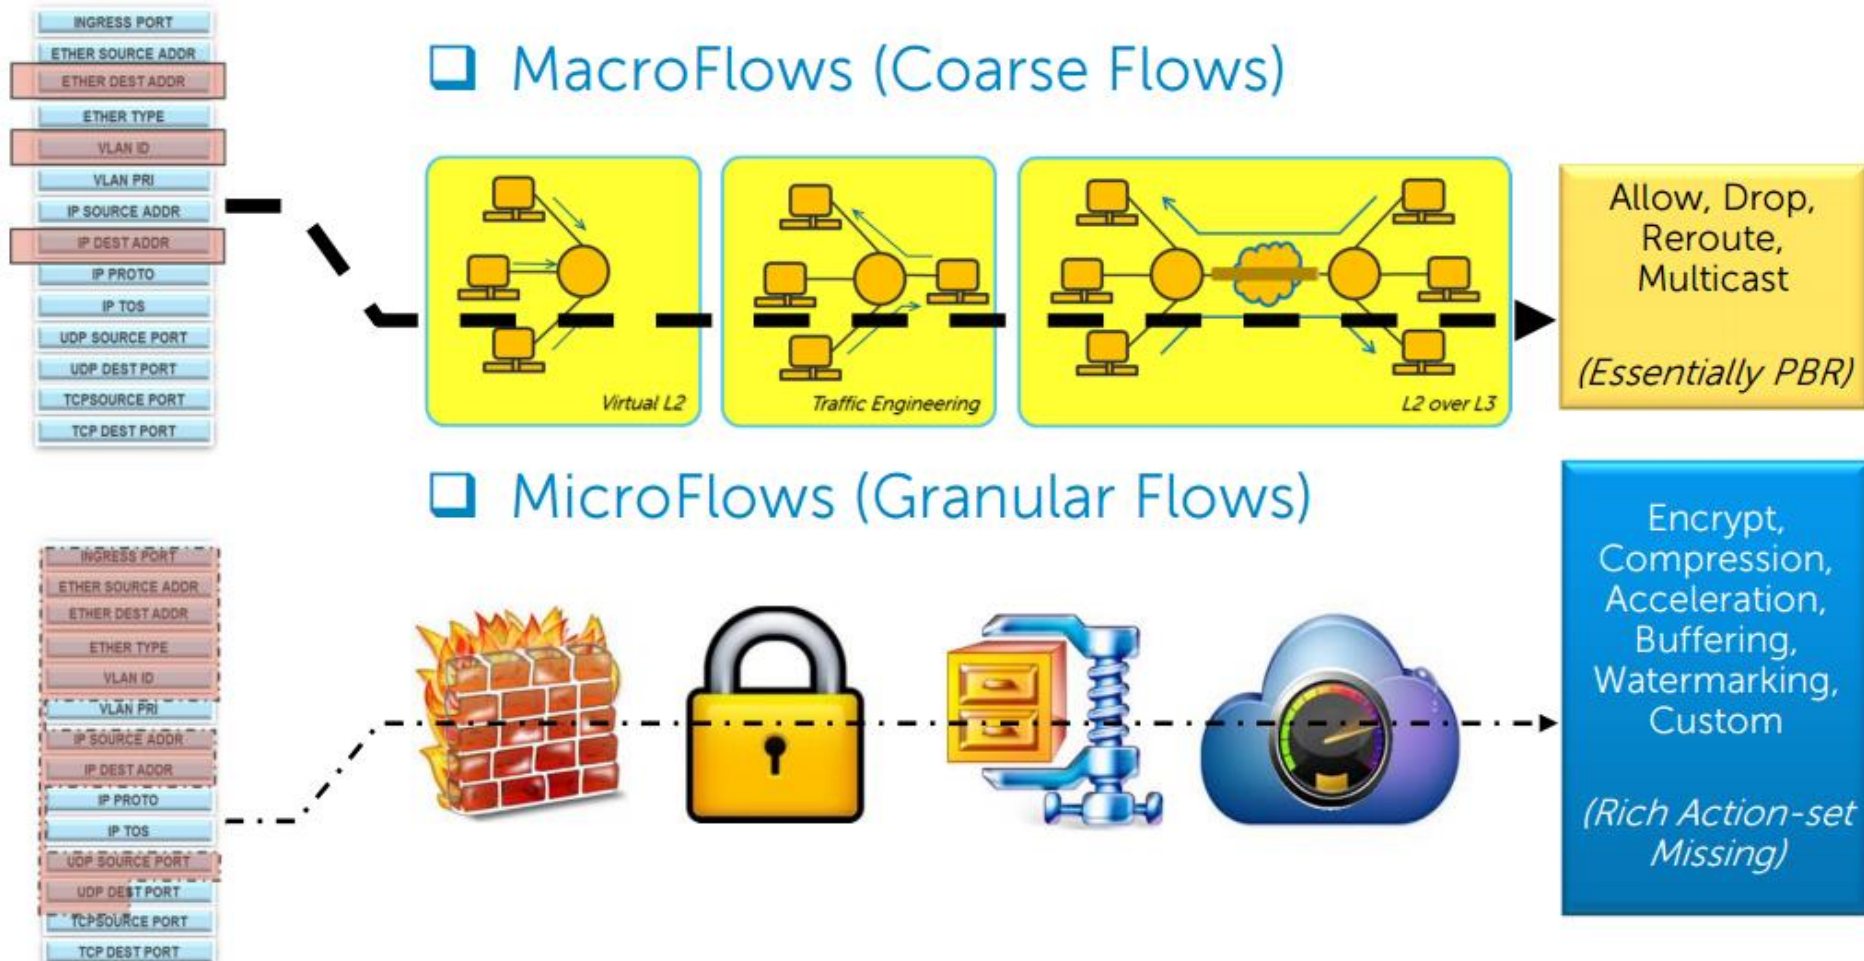 INGRESS PORT
ETHER SOURCE ADDR
ETHER DEST ADDR
ETHER TYPE
VLAN ID
VLAN PRI
IP SOURCE ADDR
IP DEST ADDR
IP PROTO
IP TOS
UDP SOURCE PORT
UDP DEST PORT
TCPSOURCE PORT
TCP DEST PORT
MacroFlows (Coarse Flows)
Virtual L2
Traffic Engineering
L2 over L3
Allow, Drop,
Reroute,
Multicast
(Essentially PBR)
MicroFlows (Granular Flows)
INGRESS PORT
ETHER SOURCE ADDR
ETHER DEST ADDR
ETHER TYPE
VLAN ID
VLAN PRI
IP SOURCE ADDR
IP DEST ADDR
IP PROTO
IP TOS
UDP SOURCE PORT
UDP DEST PORT
TCPSOURCE PORT
TCP DEST PORT
Encrypt,
Compression,
Acceleration,
Buffering,
Watermarking,
Custom
(Rich Action-set
Missing)